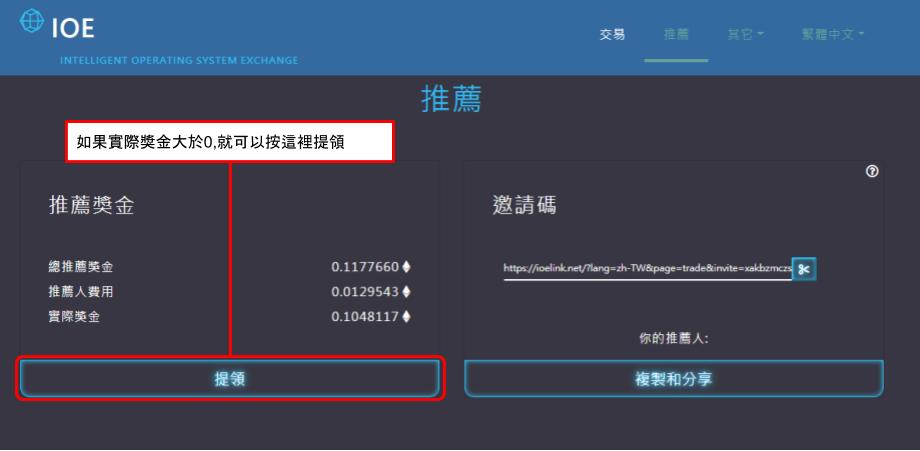 IOE
INTELLIGENT OPERATING SYSTEM EXCHANGE
交易
推薦
其它
繁體中文
推薦
如果實際獎金大於0,就可以按這裡提領
推薦獎金
總推薦獎金 0.1177660
推薦人費用 0.0129543
實際獎金 0.1048117
提領
邀請碼
https://ioelink.net/?lang=zh-TW&page=trade&invite=xakbzmczs
你的推薦人:
複製和分享